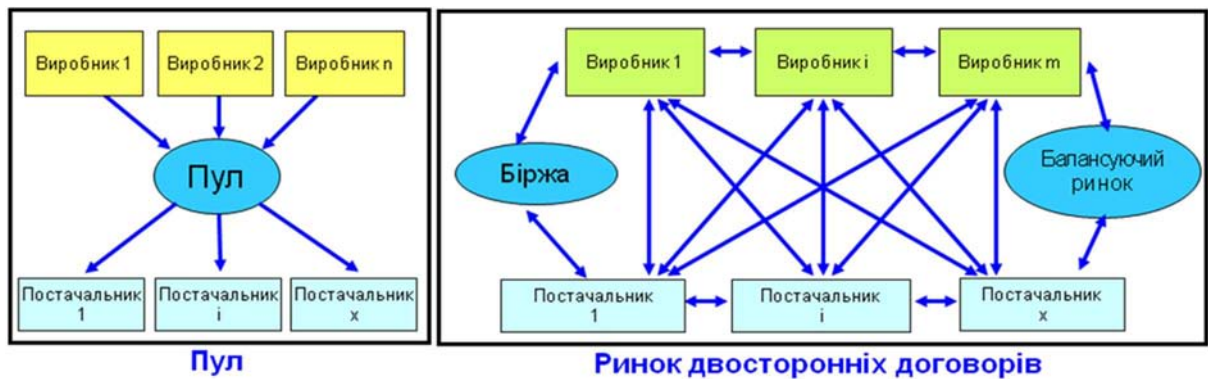 Виробник 1
Виробник 2
Виробник n
Пул
Постачальник
1
Постачальник
i
Постачальник
x
Пул
Виробник 1
Виробник i
Виробник m
Біржа
Балансуючий
ринок
Постачальник
1
Постачальник
i
Постачальник
x
Ринок двосторонніх договорів